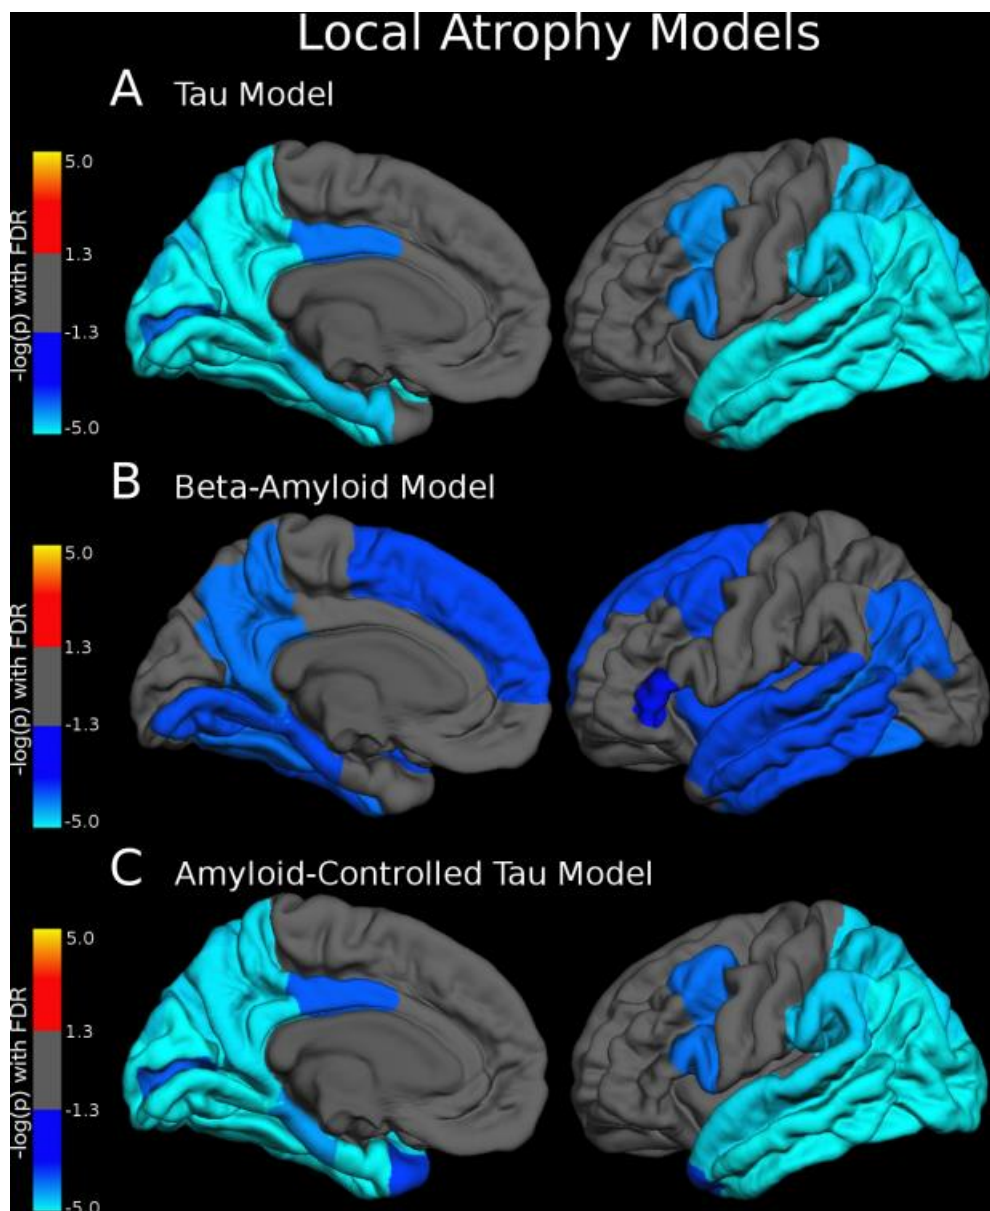 Local Atrophy Models
A Tau Model
5.0
1.3
-1.3
-5.0
-log(p) with FDR
B Beta-Amyloid Model
5.0
1.3
-1.3
-5.0
-log(p) with FDR
C Amyloid-Controlled Tau Model
5.0
1.3
-1.3
-5.0
-log(p) with FDR